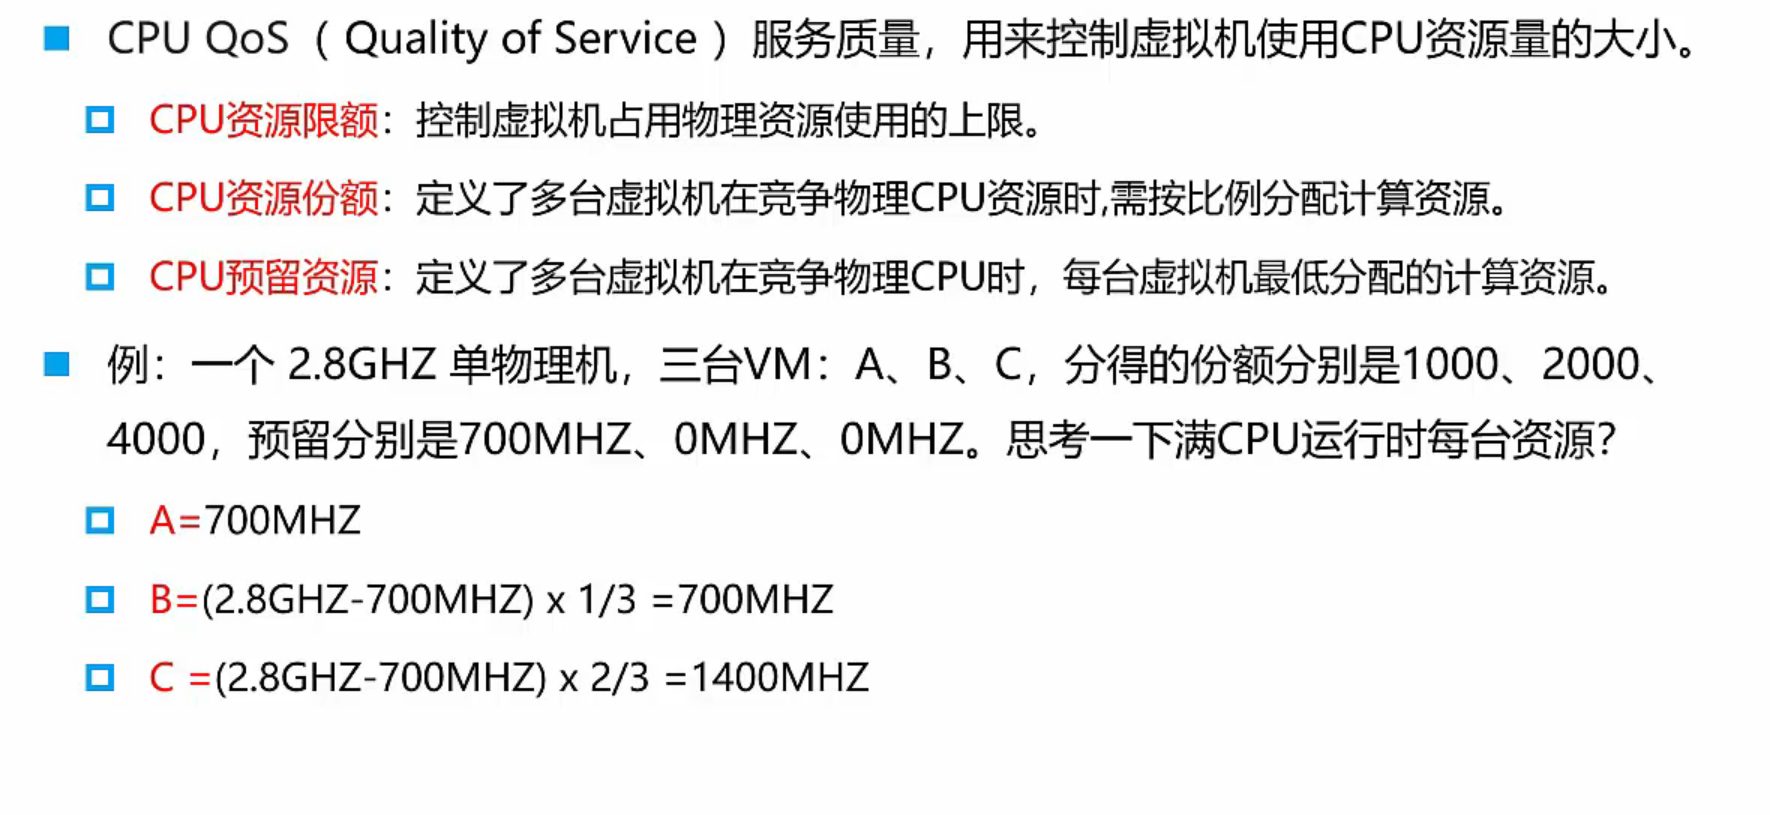 CPU QoS（ Quality of Service ）服务质量，用来控制虚拟机使用CPU资源量的大小。
CPU资源限额：控制虚拟机占用物理资源使用的上限。
CPU资源份额：定义了多台虚拟机在竞争物理CPU资源时,需按比例分配计算资源。
CPU预留资源：定义了多台虚拟机在竞争物理CPU时，每台虚拟机最低分配的计算资源。
例：一个 2.8GHZ 单物理机，三台VM：A、B、C，分得的份额分别是1000、2000、
4000，预留分别是700MHZ、0MHZ、0MHZ。思考一下满CPU运行时每台资源？
A=700MHZ
B=(2.8GHZ-700MHZ) x 1/3 =700MHZ
C =(2.8GHZ-700MHZ) x 2/3 =1400MHZ